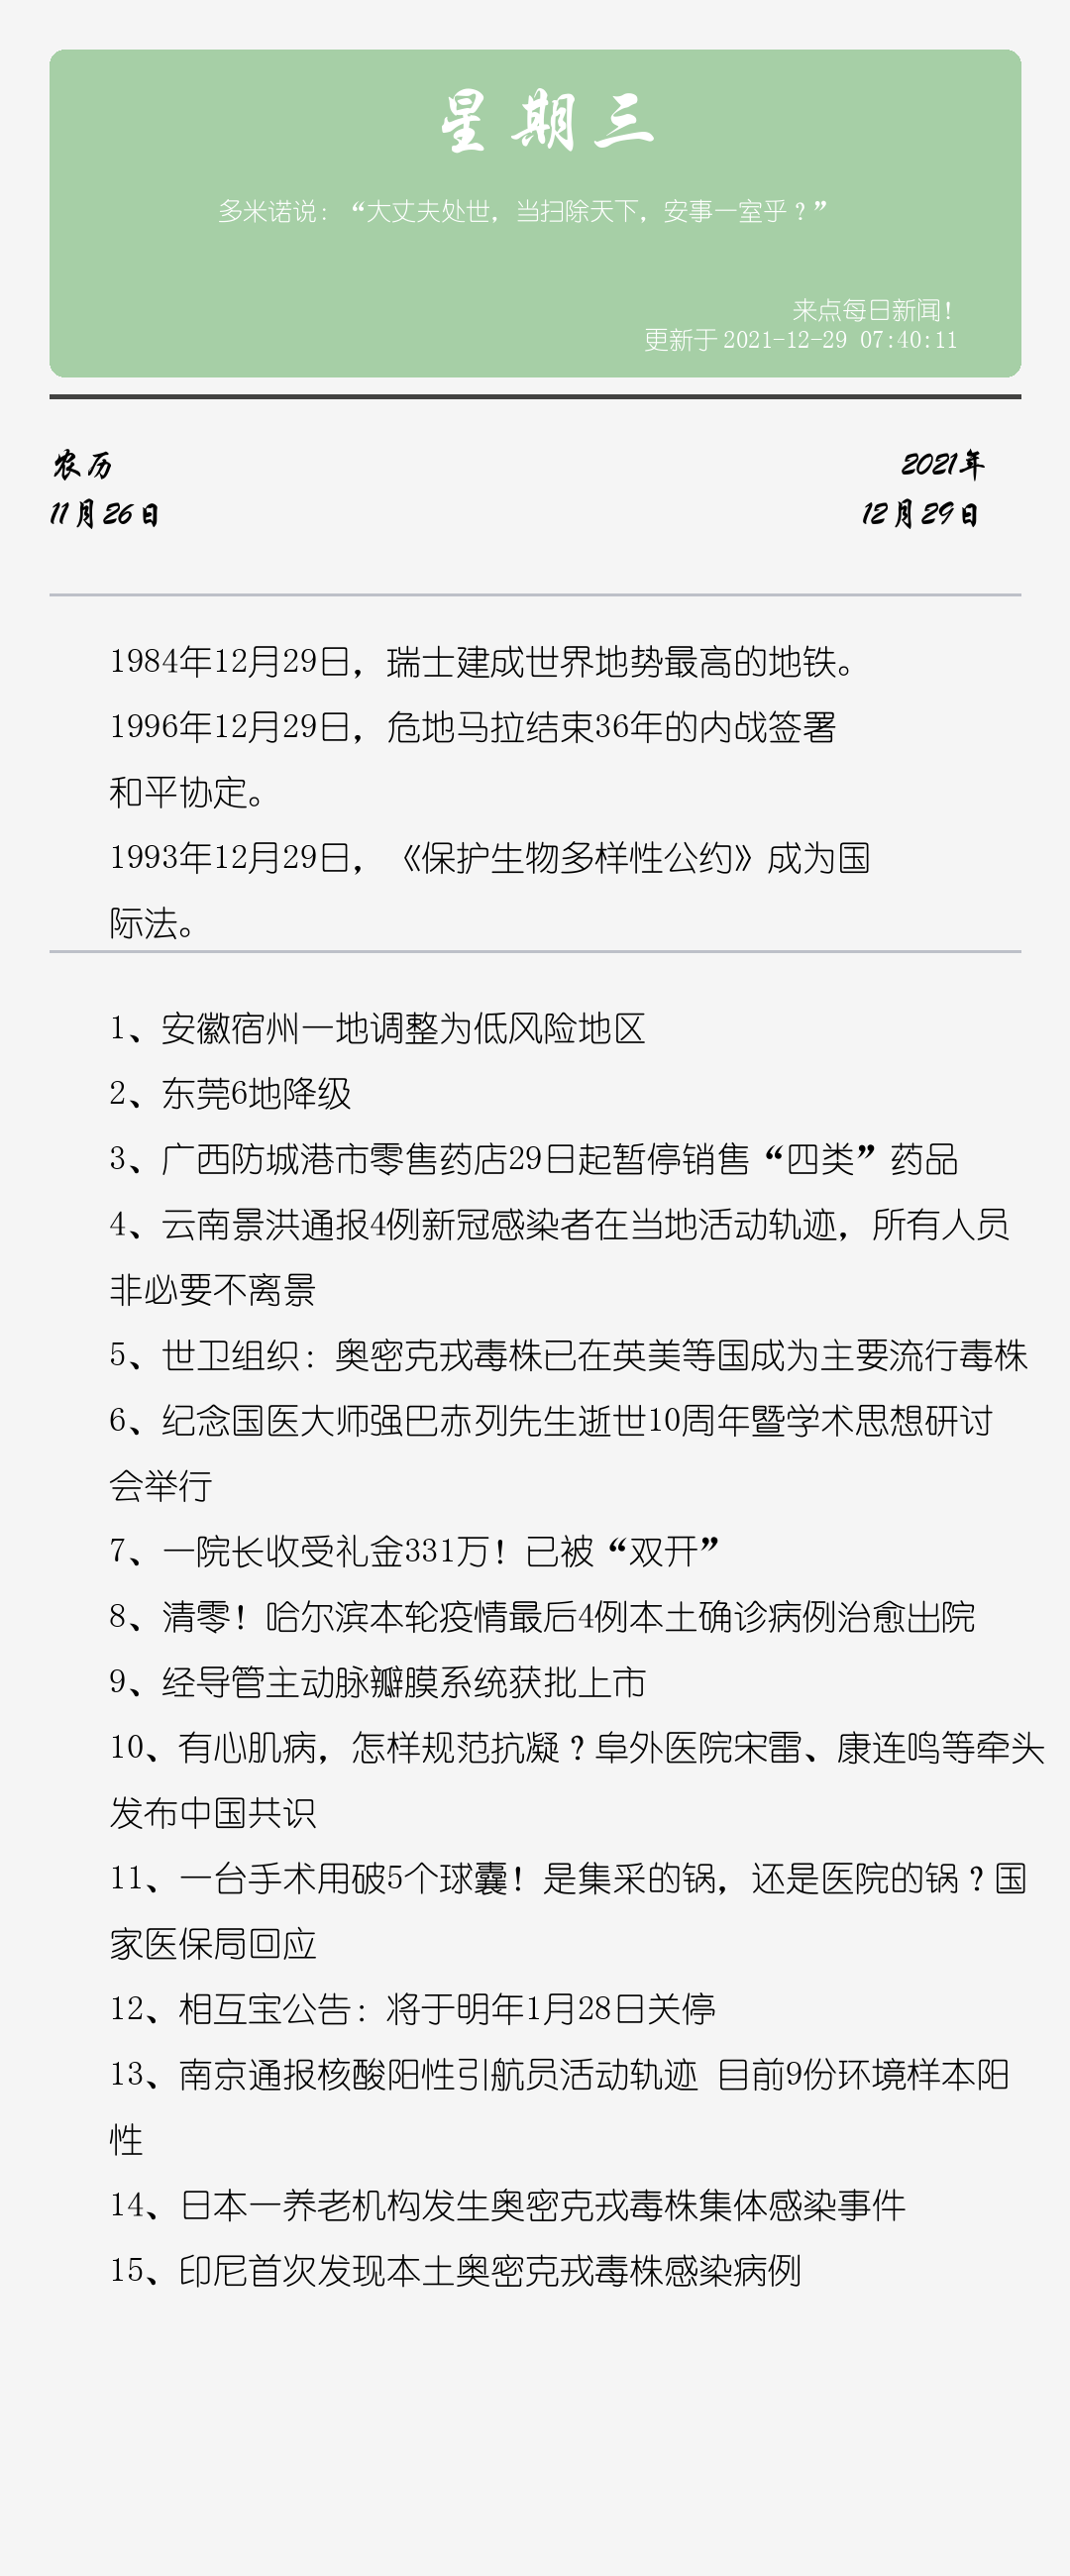 星期三
多米诺说：“大丈夫处世，当扫除天下，安事一室乎？”
来点每日新闻！
更新于 2021-12-29 07:40:11
农历
2021年
11月26日
12月29日
1984年12月29日，瑞士建成世界地势最高的地铁。
1996年12月29日，危地马拉结束36年的内战签署
和平协定。
1993年12月29日，《保护生物多样性公约》成为国
际法。
1、安徽宿州一地调整为低风险地区
2、东莞6地降级
3、广西防城港市零售药店29日起暂停销售“四类”药品
4、云南景洪通报4例新冠感染者在当地活动轨迹，所有人员
非必要不离景
5、世卫组织：奥密克戎毒株已在英美等国成为主要流行毒株
6、纪念国医大师强巴赤列先生逝世10周年暨学术思想研讨
会举行
7、一院长收受礼金331万！已被“双开”
8、清零！哈尔滨本轮疫情最后4例本土确诊病例治愈出院
9、经导管主动脉瓣膜系统获批上市
10、有心肌病，怎样规范抗凝？阜外医院宋雷、康连鸣等牵头
发布中国共识
11、一台手术用破5个球囊！是集采的锅，还是医院的锅？国
家医保局回应
12、相互宝公告：将于明年1月28日关停
13、南京通报核酸阳性引航员活动轨迹 目前9份环境样本阳
性
14、日本一养老机构发生奥密克戎毒株集体感染事件
15、印尼首次发现本土奥密克戎毒株感染病例